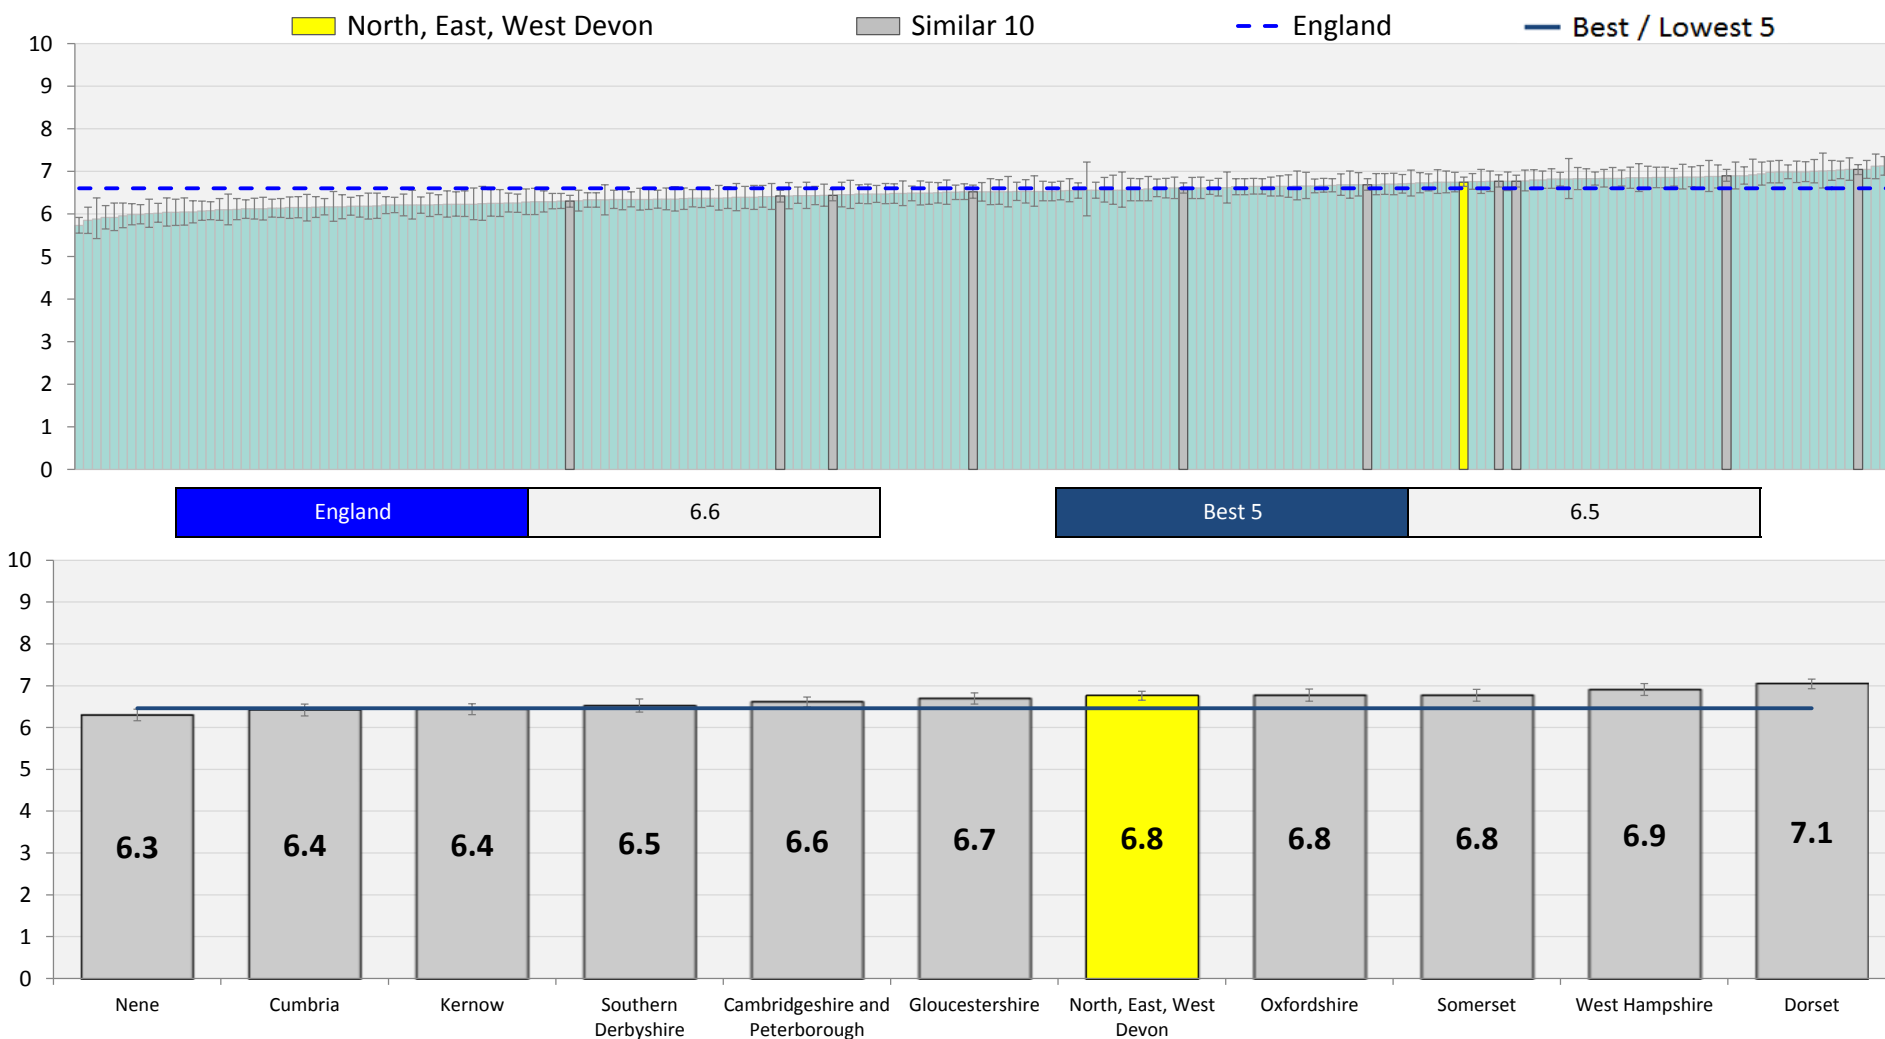 North, East, West Devon Similar 10 England Best / Lowest 5
10
9
8
7
6
5
4
3
2
1
0
England 6.6 Best 5 6.5
10
9
8
7
6
5
4
3
2
1
0
6.3 6.4 6.4 6.5 6.6 6.7 6.8 6.8 6.8 6.9 7.1
Nene
Cumbria
Kernow
Southern
Derbyshire
Cambridgeshire and
Peterborough
Gloucestershire
North, East, West
Devon
Oxfordshire
Somerset
West Hampshire
Dorset